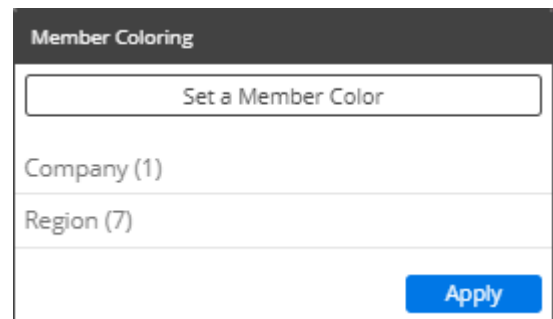 Member Coloring
Set a Member Color
Company (1)
Region (7)
Apply